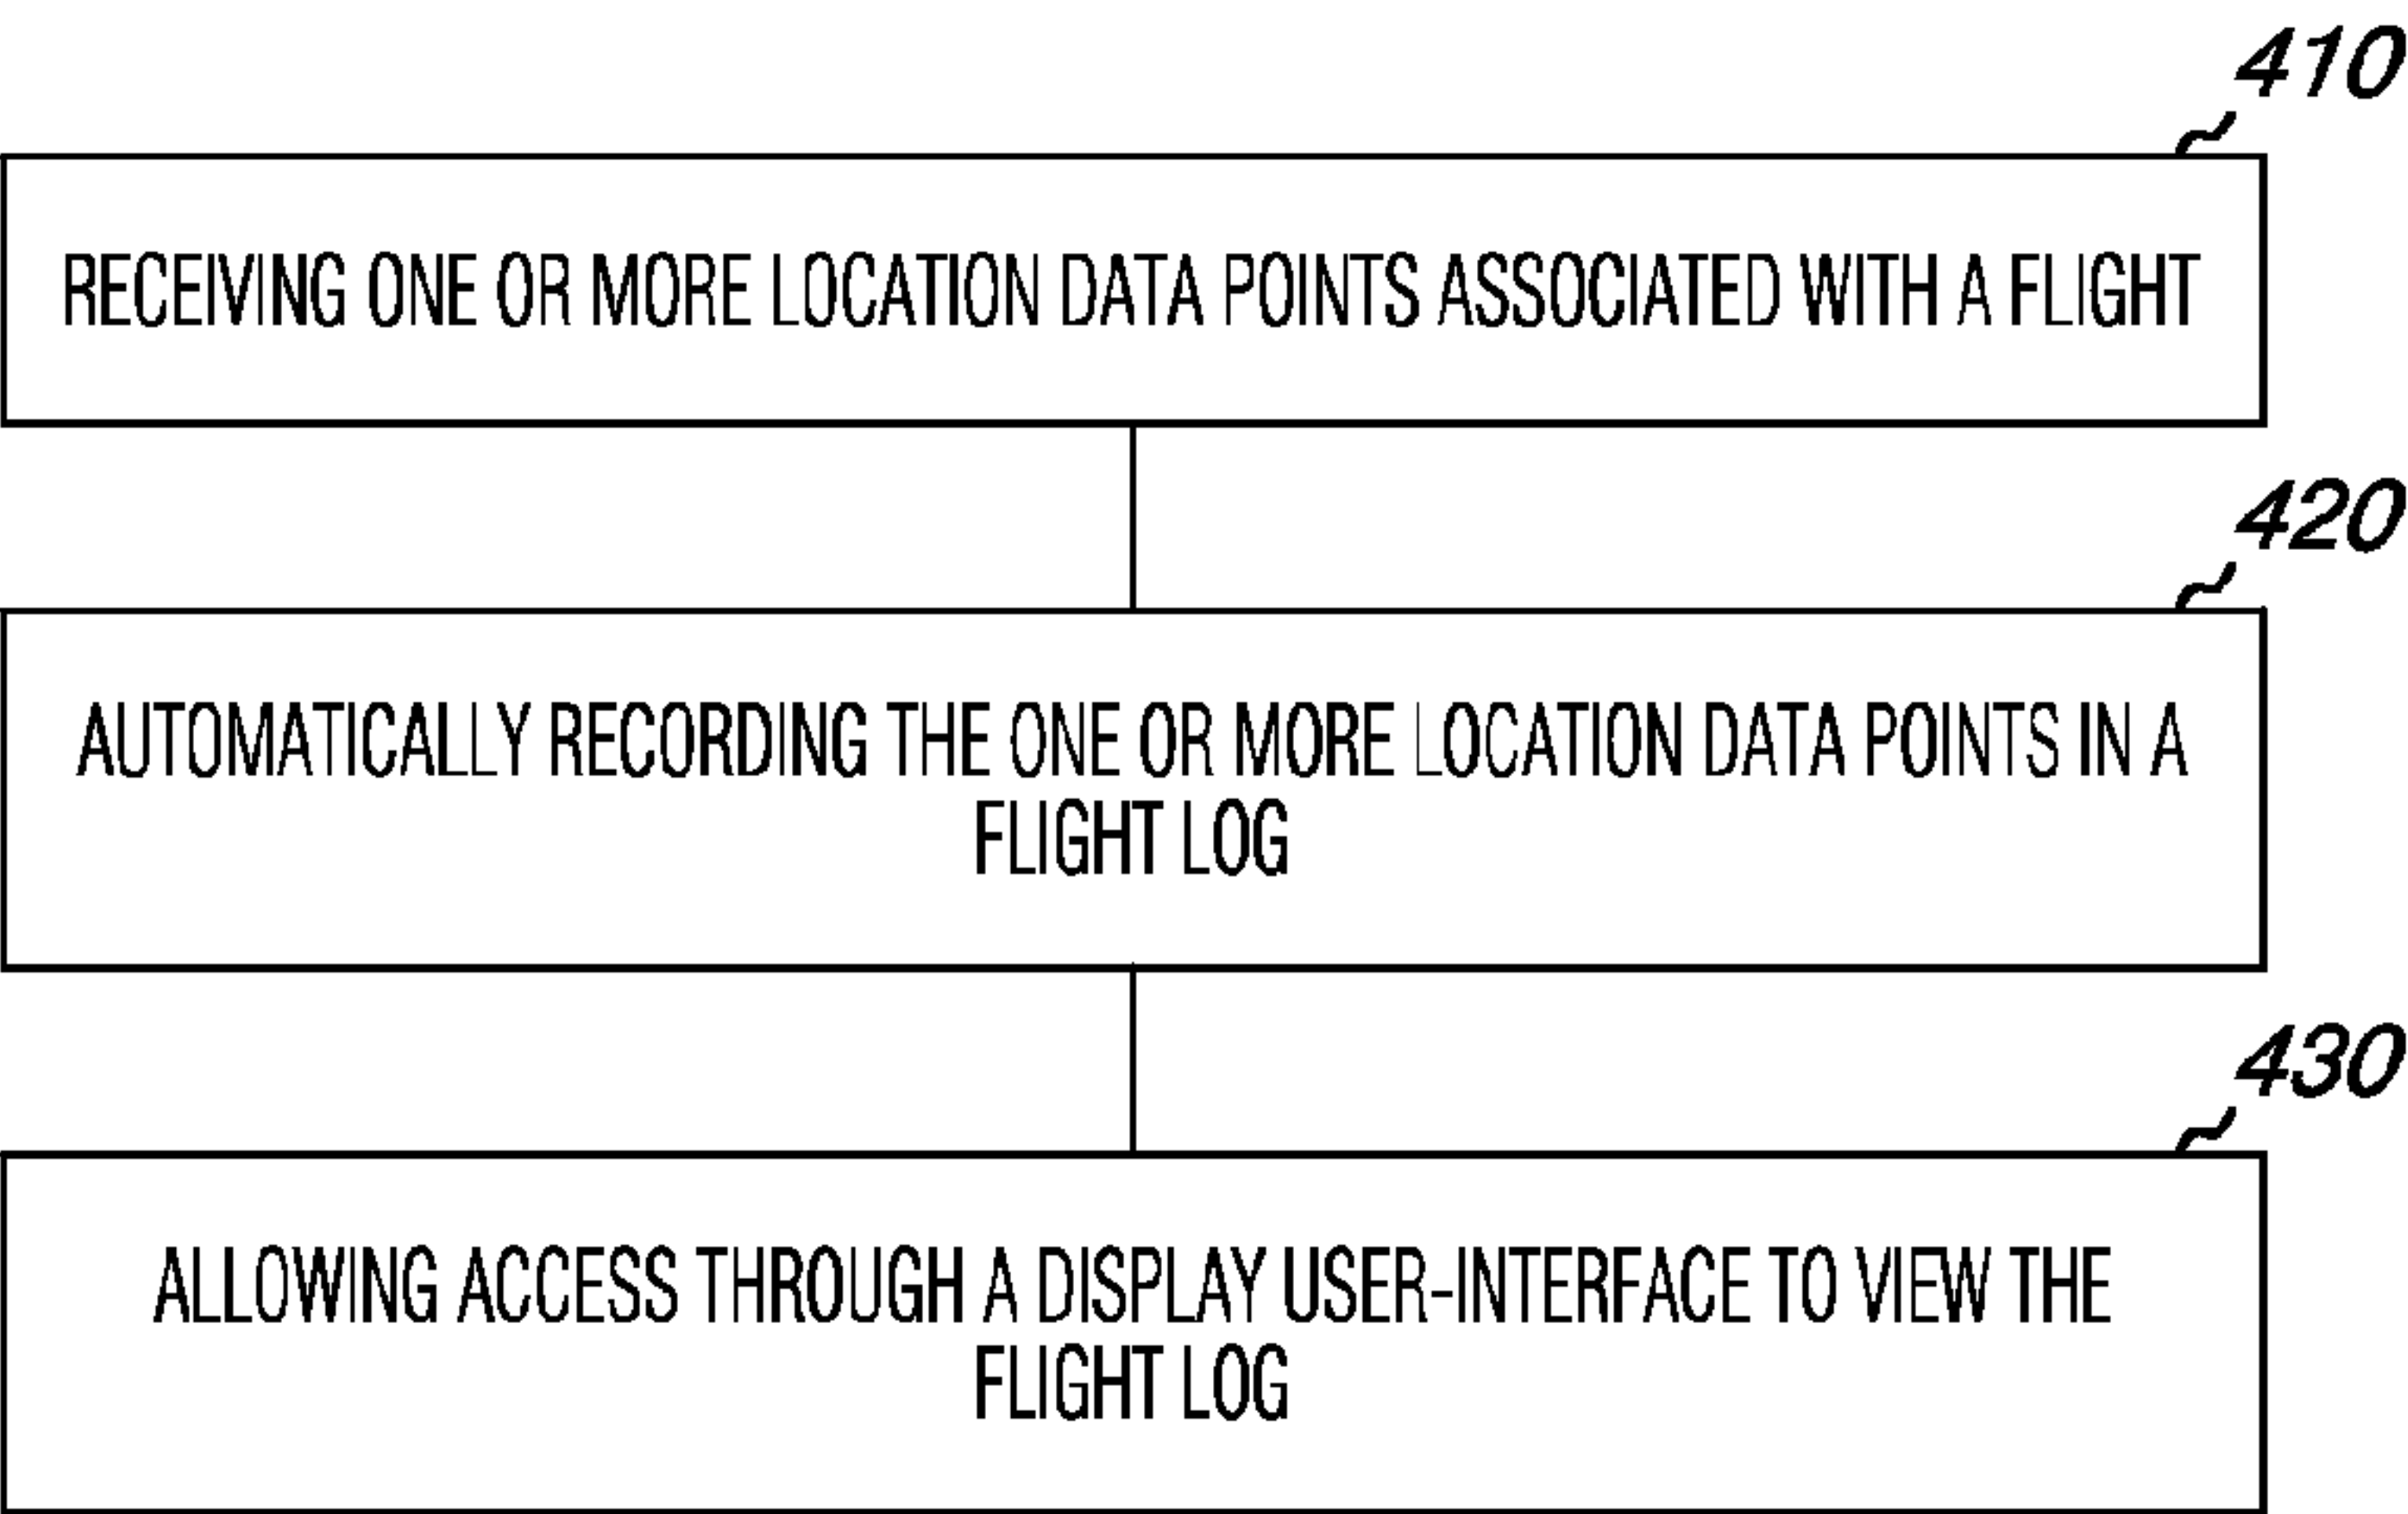 410
RECEIVING ONE OR MORE LOCATION DATA POINTS ASSOCIATED WITH A FLIGHT
420
AUTOMATICALLY RECORDING THE ONE OR MORE LOCATION DATA POINTS IN A
FLIGHT LOG
430
ALLOWING ACCESS THROUGH A DISPLAY USER-INTERFACE TO VIEW THE
FLIGHT LOG